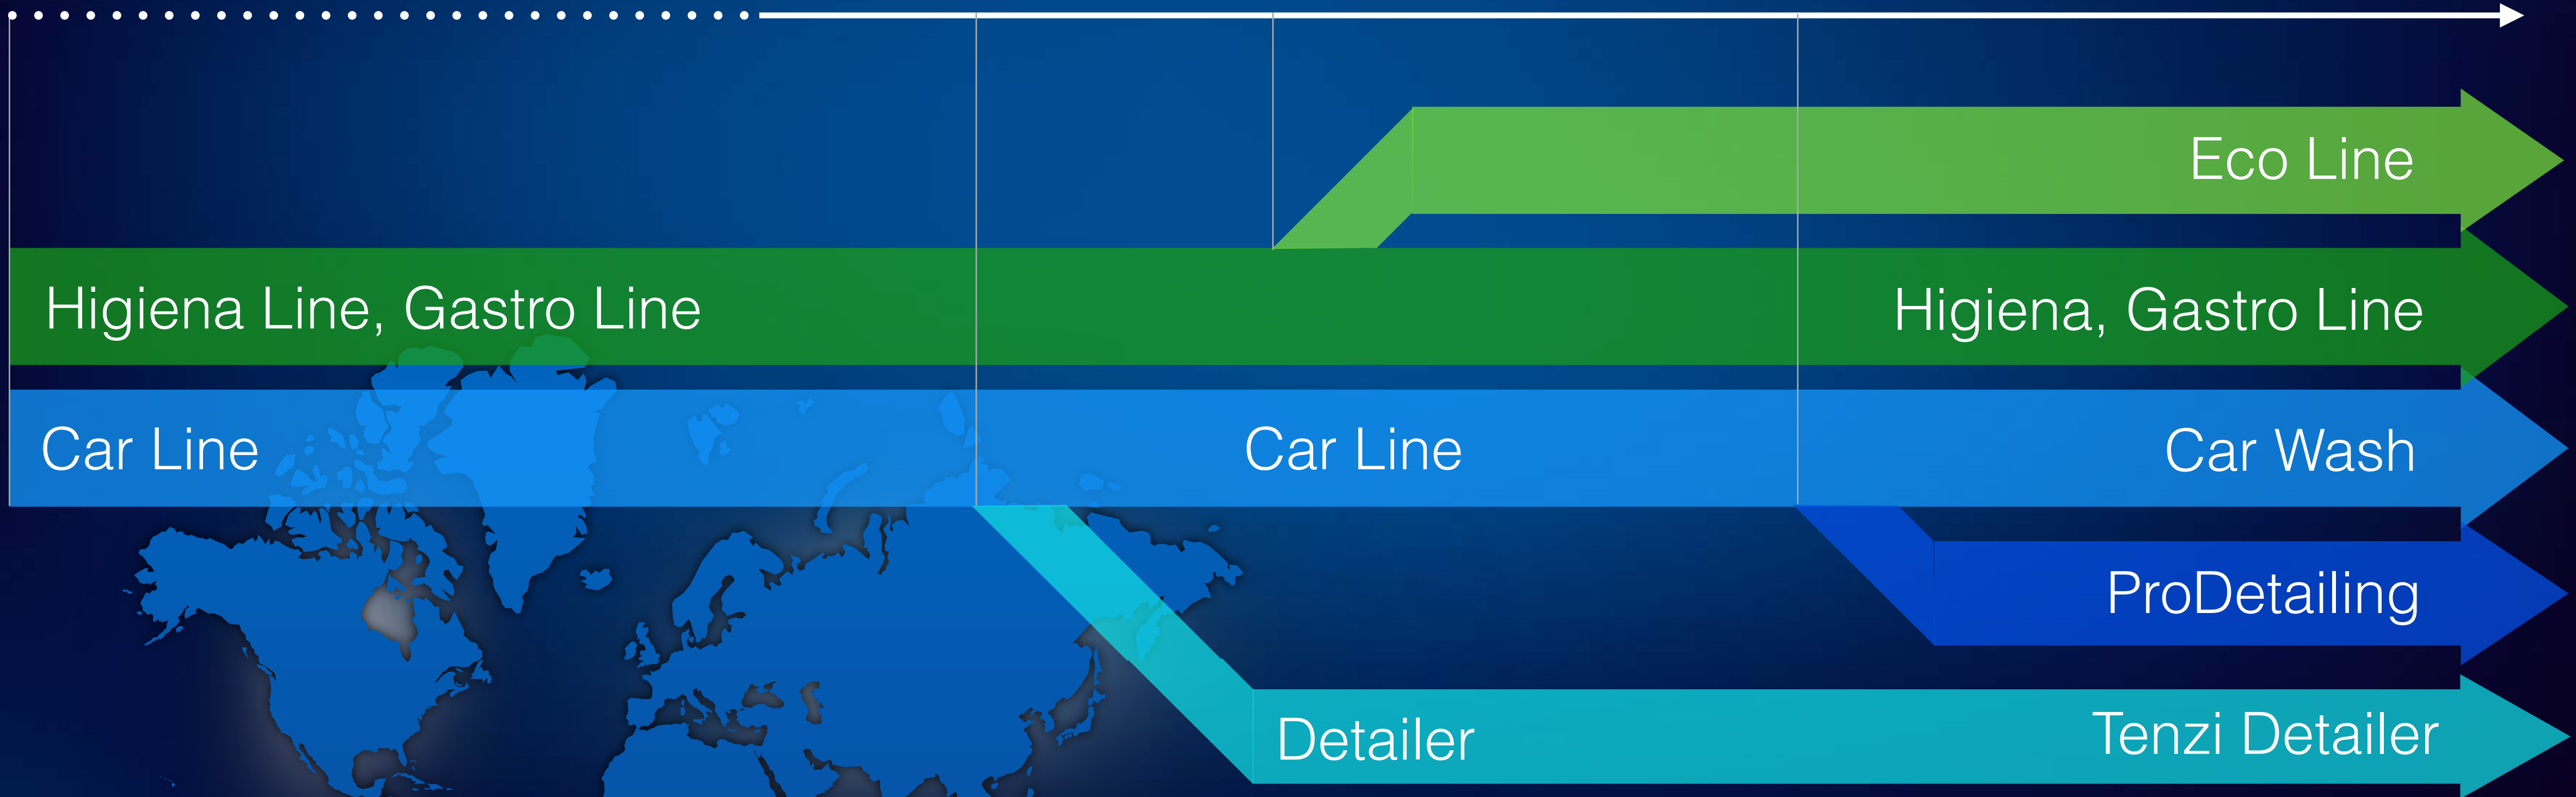 Eco Line
Higiena Line, Gastro Line
Higiena, Gastro Line
Car Line
Car Line
Car Wash
ProDetailing
Detailer
Tenzi Detailer